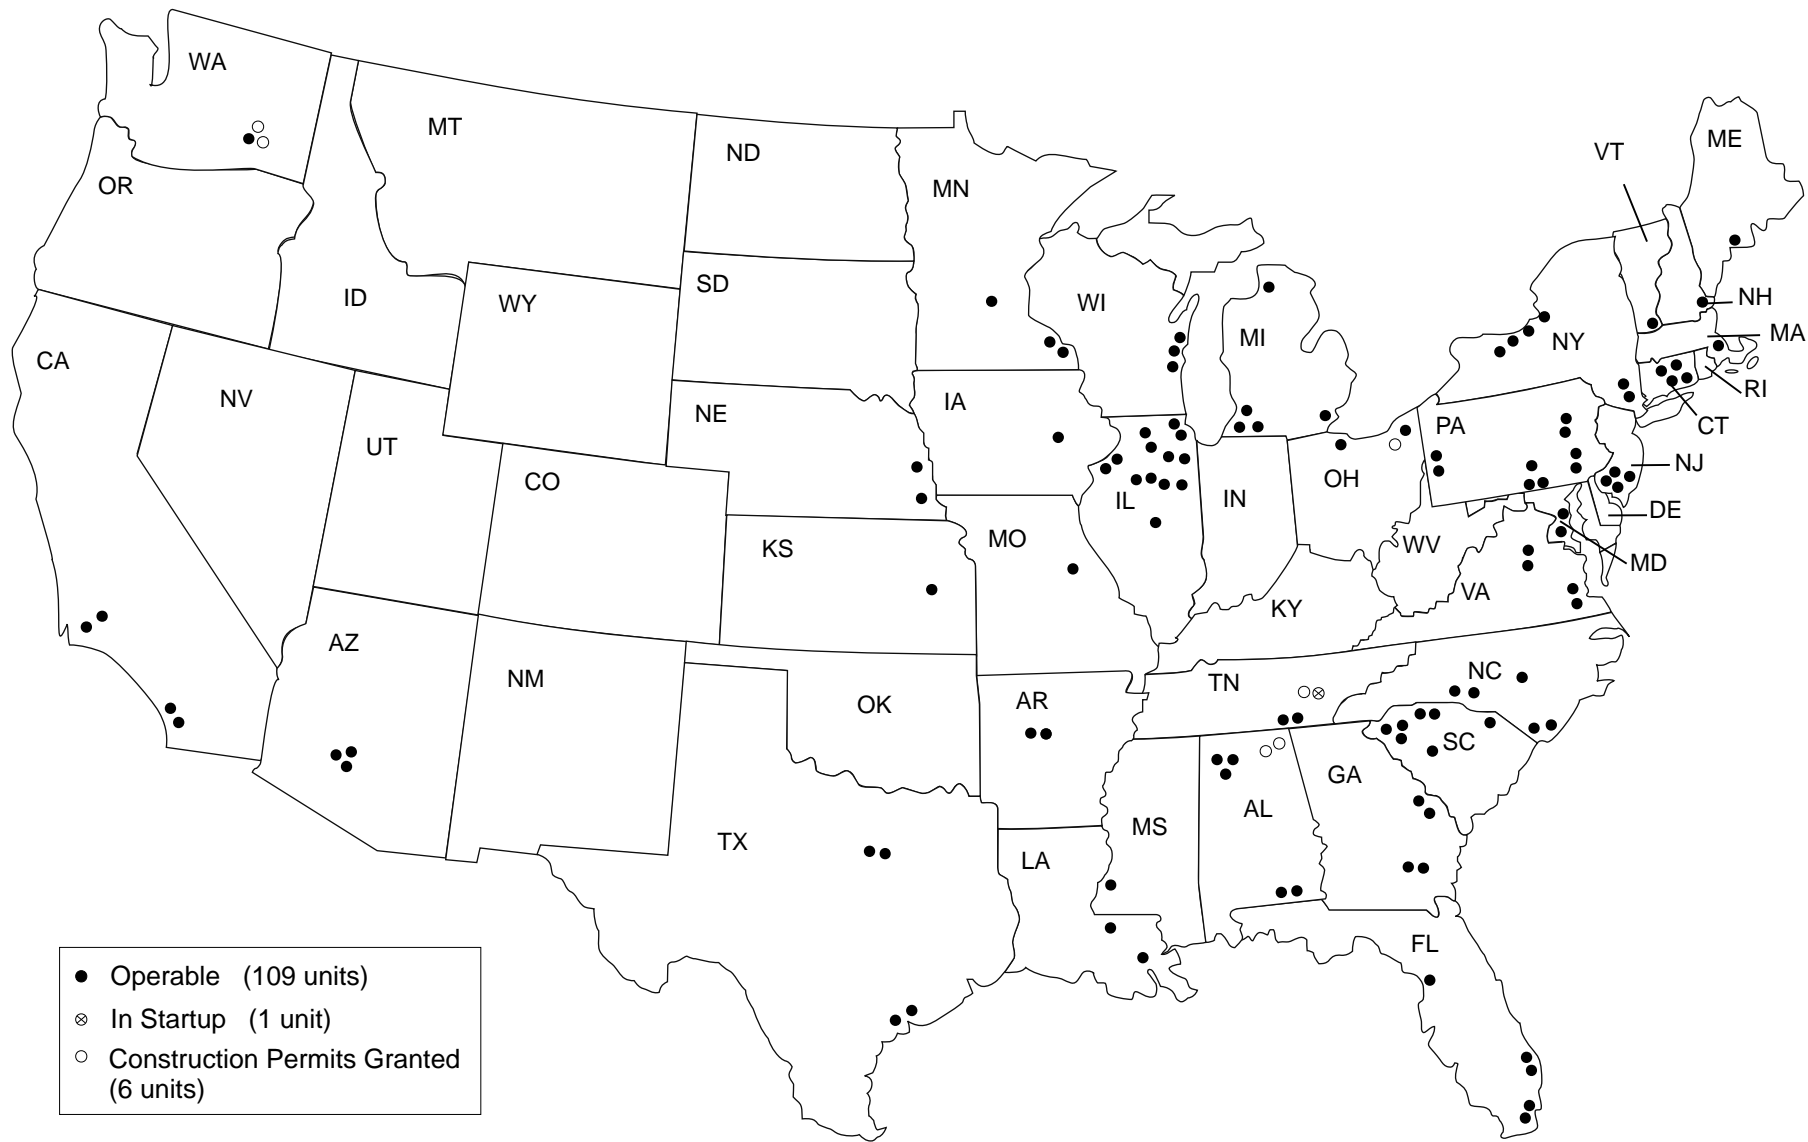 WA
MT
ND
MN
ME
VT
OR
ID
WY
SD
WI
MI
NY
NH
MA
CA
NV
UT
CO
NE
IA
PA
RI
CT
NJ
OH
IL
IN
DE
KS
MO
WV
MD
VA
KY
AZ
NM
OK
AR
TN
NC
SC
TX
LA
MS
AL
GA
FL
Operable (109 units)
In Startup (1 unit)
Construction Permits Granted
(6 units)